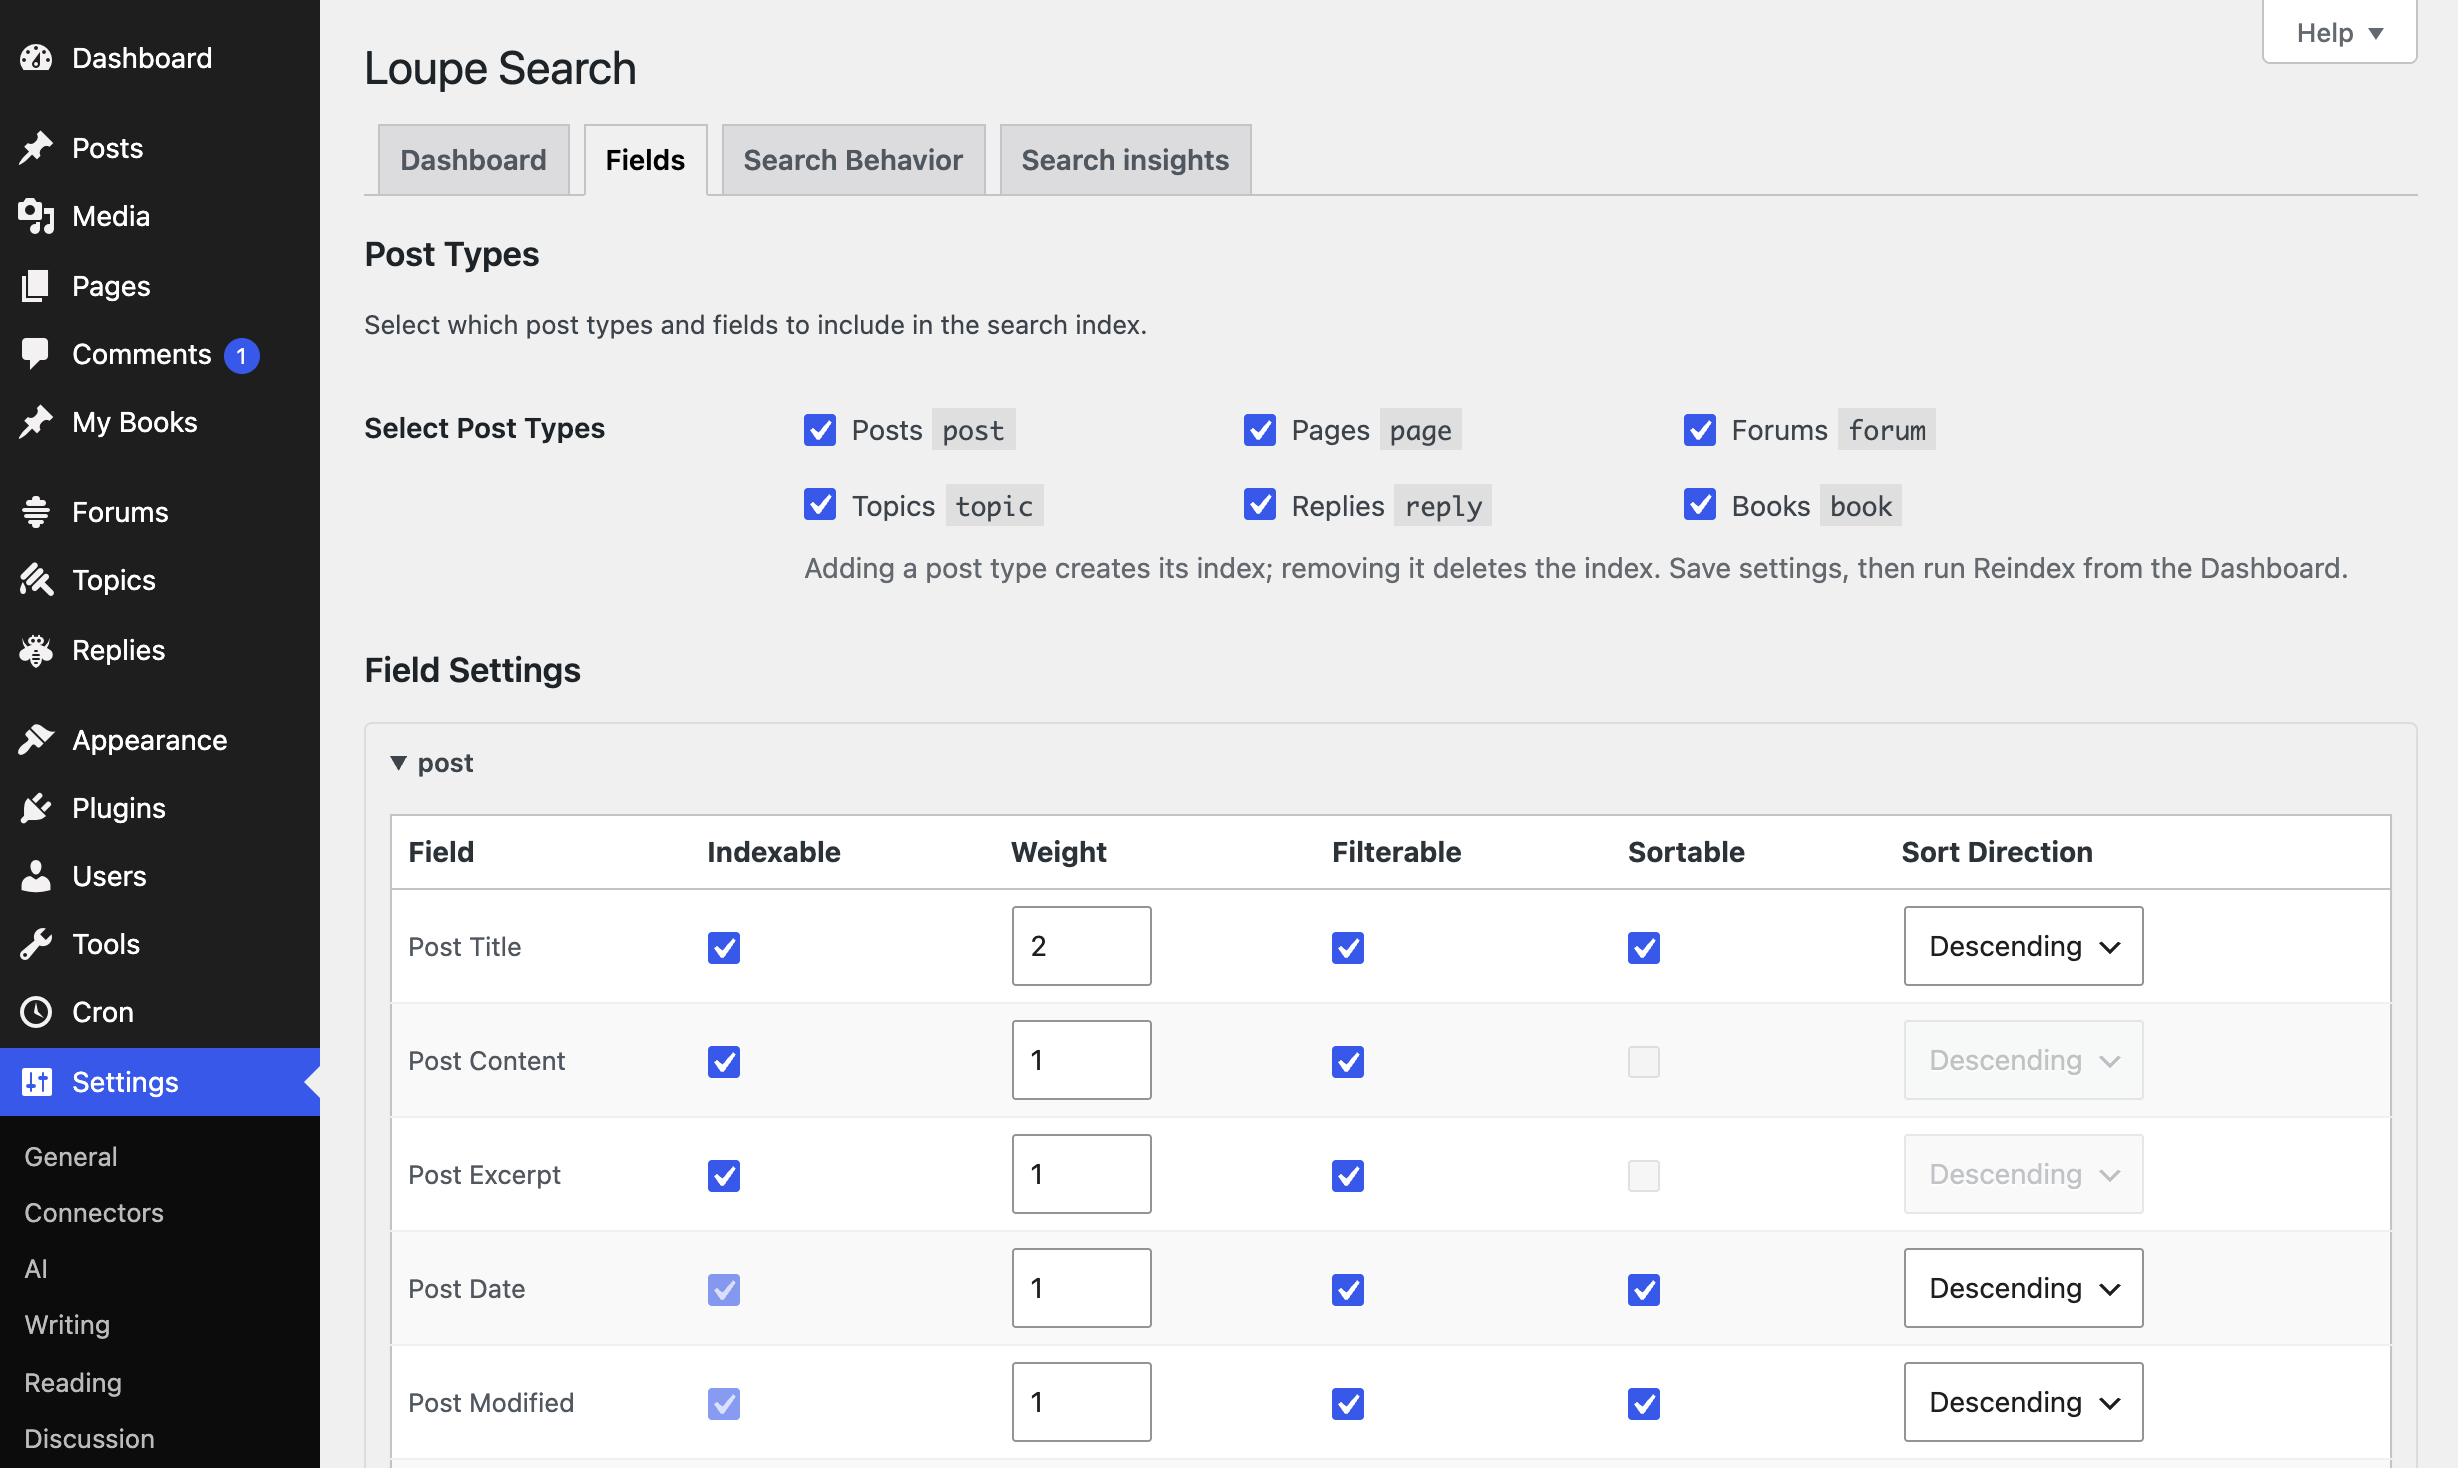 Dashboard
Posts
Media
Pages
Comments 1
My Books
Forums
Topics
Replies
Appearance
Plugins
Users
Tools
Cron
Settings
General
Connectors
AI
Writing
Reading
Discussion
Help
Loupe Search
Dashboard Fields Search Behavior Search insights
Post Types
Select which post types and fields to include in the search index.
Select Post Types
Posts post Pages page Forums forum
Topics topic Replies reply Books book
Adding a post type creates its index; removing it deletes the index. Save settings, then run Reindex from the Dashboard.
Field Settings
post
Field Indexable Weight Filterable Sortable Sort Direction
Post Title 2 Descending
Post Content 1 Descending
Post Excerpt 1 Descending
Post Date 1 Descending
Post Modified 1 Descending